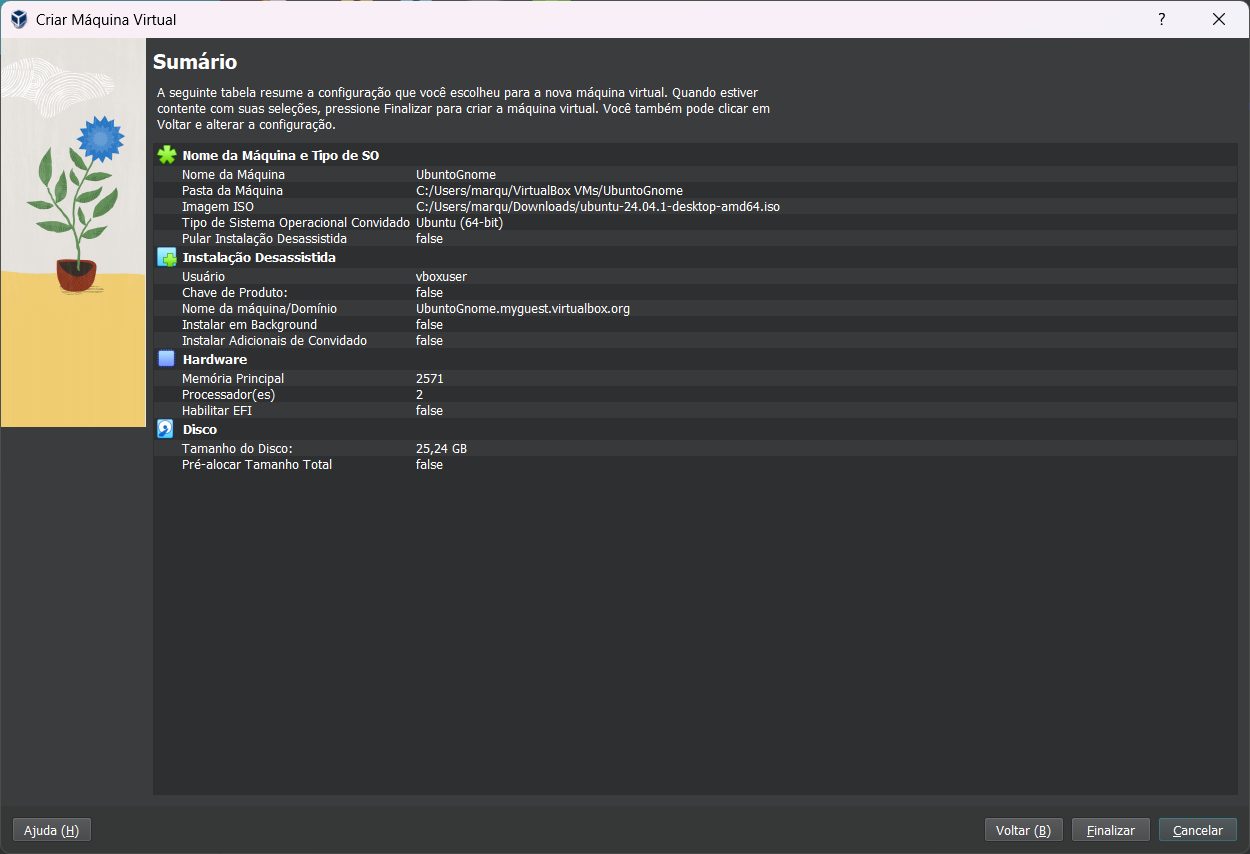 Criar Máquina Virtual
?
Sumário
A seguinte tabela resume a configuração que você escolheu para a nova máquina virtual. Quando estiver
contente com suas seleções, pressione Finalizar para criar a máquina virtual. Você também pode clicar em
Voltar e alterar a configuração.
Nome da Máquina e Tipo de SO
Nome da Máquina UbuntoGnome
Pasta da Máquina C:/Users/marqu/VirtualBox VMs/UbuntoGnome
Imagem ISO C:/Users/marqu/Downloads/ubuntu-24.04.1-desktop-amd64.iso
Tipo de Sistema Operacional Convidado Ubuntu (64-bit)
Pular Instalação Desassistida false
Instalação Desassistida
Usuário vboxuser
Chave de Produto: false
Nome da máquina/Domínio UbuntoGnome.myguest.virtualbox.org
Instalar em Background false
Instalar Adicionais de Convidado false
Hardware
Memória Principal 2571
Processador(es) 2
Habilitar EFI false
Disco
Tamanho do Disco: 25,24 GB
Pré-alocar Tamanho Total false
Ajuda (H) Voltar (B) Finalizar Cancelar